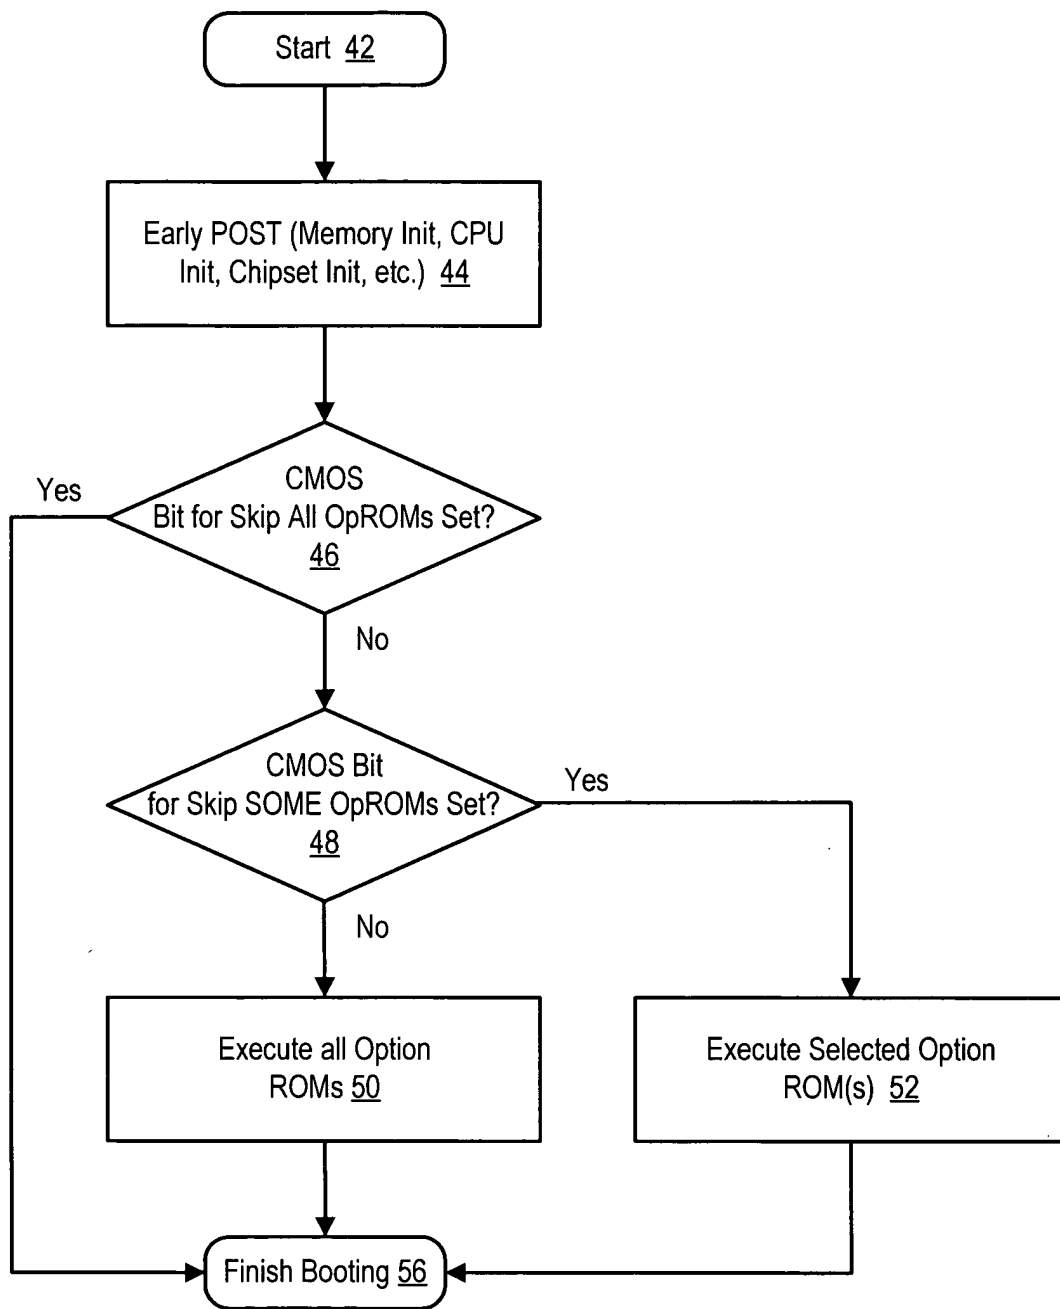 Start 42
Early POST (Memory Init, CPU
Init, Chipset Init, etc.) 44
CMOS
Bit for Skip All OpROMs Set?
46
Yes
No
CMOS Bit
for Skip SOME OpROMs Set?
48
Yes
No
Execute all Option
ROMs 50
Execute Selected Option
ROM(s) 52
Finish Booting 56